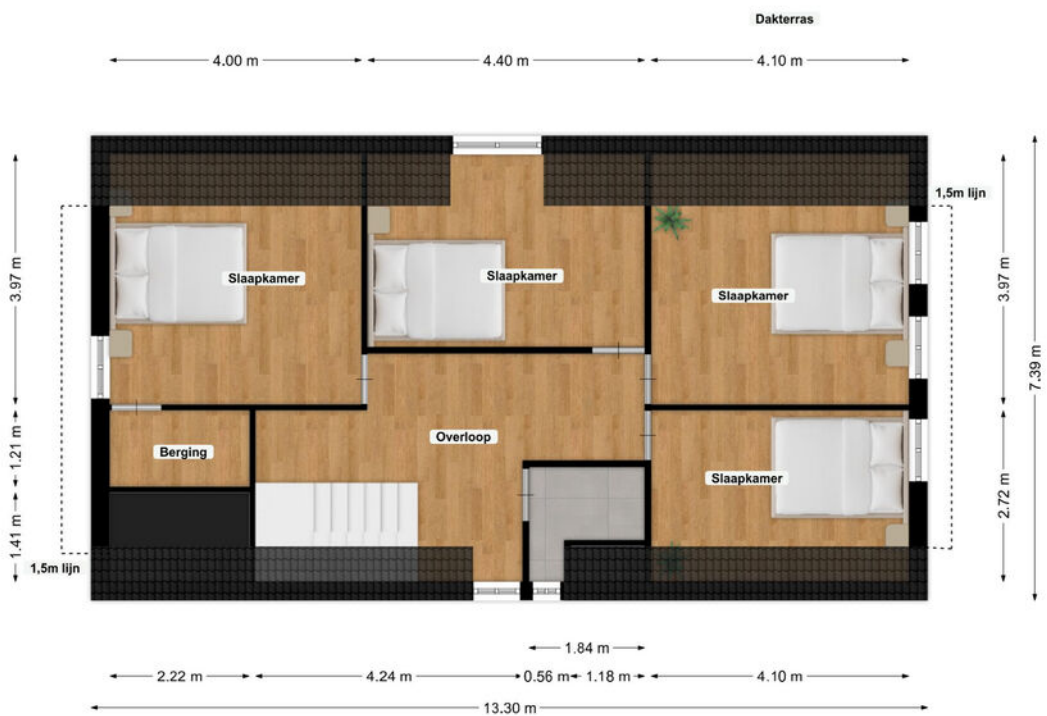 Dakterras
4.00 m
4.40 m
4.10 m
1,5m lijn
3.97 m
3.97 m
Slaapkamer
Slaapkamer
Slaapkamer
7.39 m
1.21 m
Berging
Overloop
Slaapkamer
2.72 m
1.41 m
1,5m lijn
1.84 m
2.22 m
4.24 m
0.56 m
1.18 m
4.10 m
13.30 m